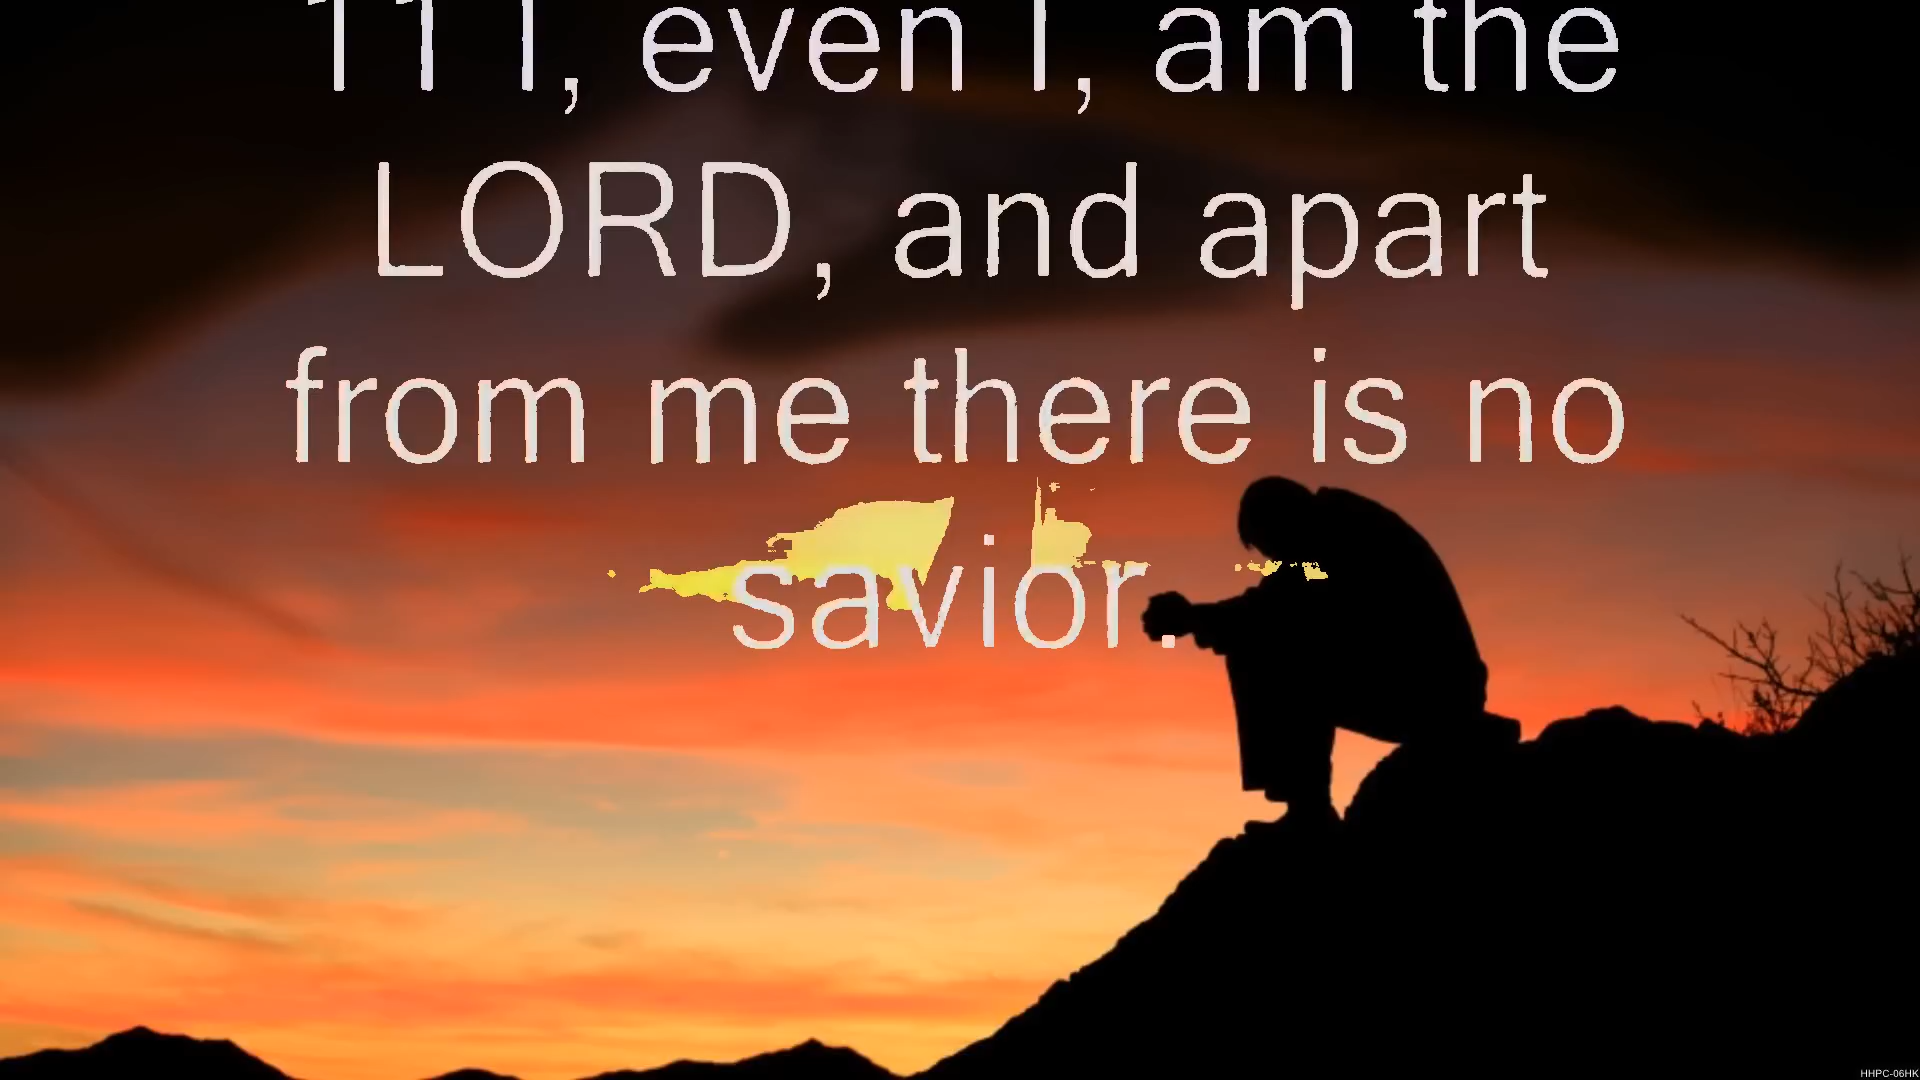 11 I, even I, am the
LORD, and apart
from me there is no
savior.
HHPC-06HK